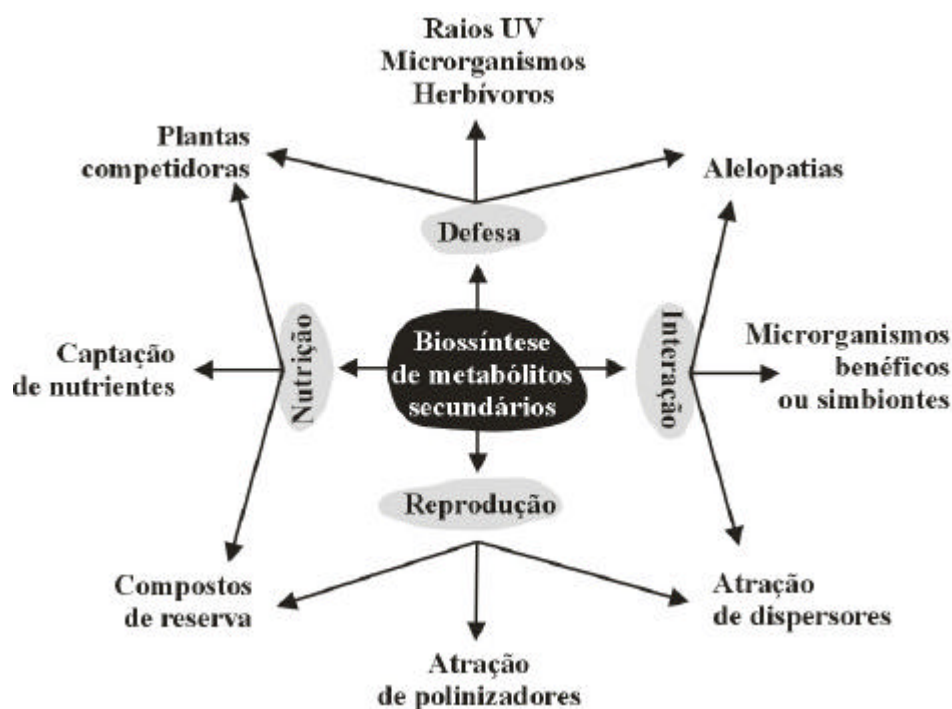 Raios UV
Microrganismos
Herbívoros
Plantas
competidoras
Alelopatias
Defesa
Captação
de nutrientes
Nutrição
Biossíntese
de metabólitos
secundários
Interação
Microrganismos
benéficos
ou simbiontes
Reprodução
Compostos
de reserva
Atração
de polinizadores
Atração
de dispersores